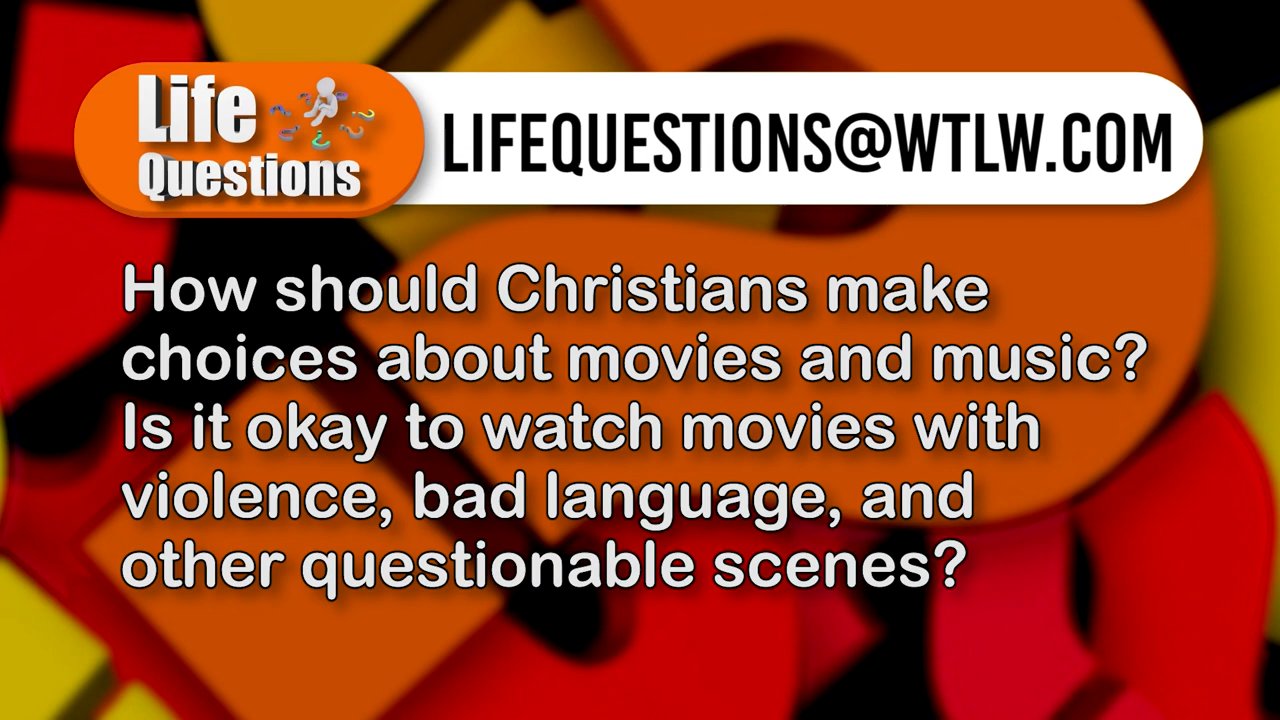 Life
Questions
LIFEQUESTIONS@WTLW.COM
How should Christians make
choices about movies and music?
Is it okay to watch movies with
violence, bad language, and
other questionable scenes?